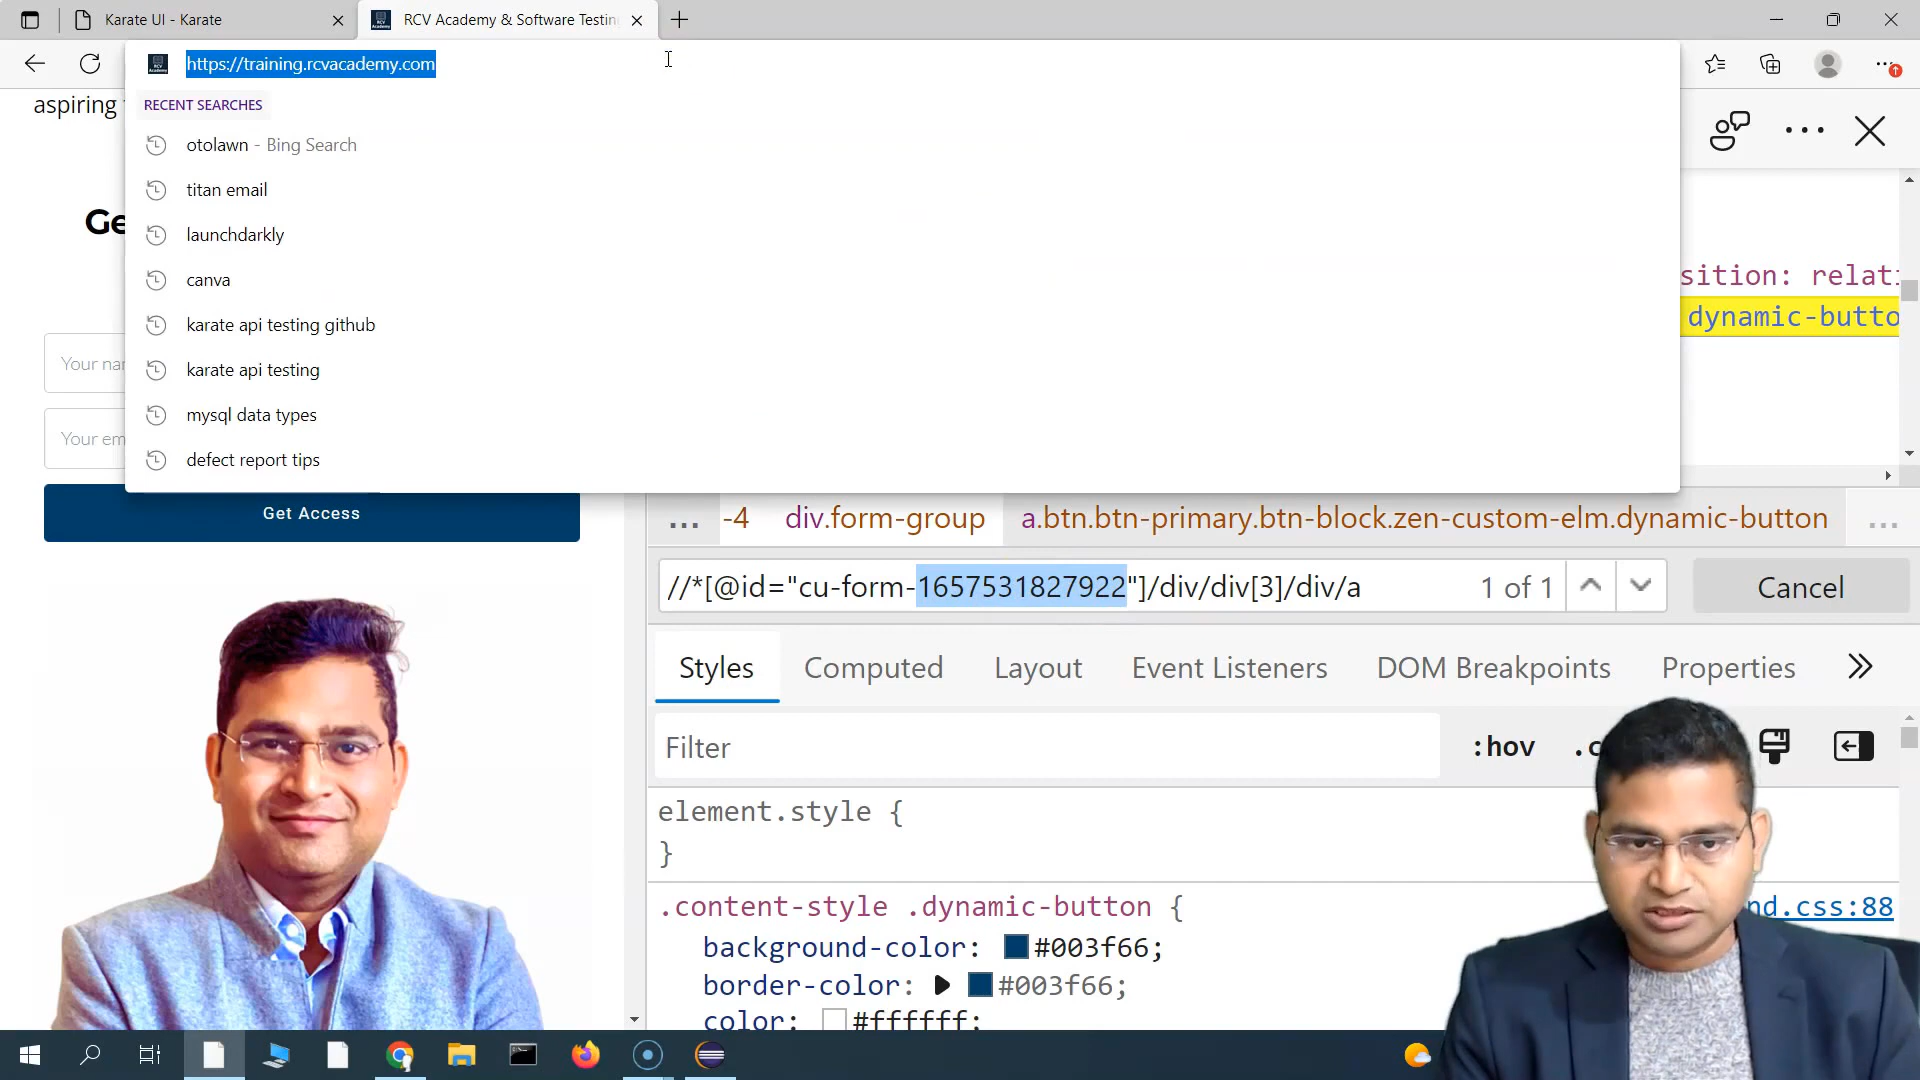 Karate UI - Karate
RCV Academy & Software Testin
https://training.rcvacademy.com
RECENT SEARCHES
otolawn - Bing Search
titan email
launchdarkly
canva
karate api testing github
karate api testing
mysql data types
defect report tips
aspiring
Ge
Your nar
Your em
Get Access
sition: relati
dynamic-butto
... -4 div.form-group a.btn.btn-primary.btn-block.zen-custom-elm.dynamic-button ...
//*[@id="cu-form-1657531827922"]/div/div[3]/div/a 1 of 1 Cancel
Styles Computed Layout Event Listeners DOM Breakpoints Properties
Filter :hov .c
element.style {
}
.content-style .dynamic-button { nd.css:88
background-color: #003f66;
border-color: #003f66;
color: #ffffff;